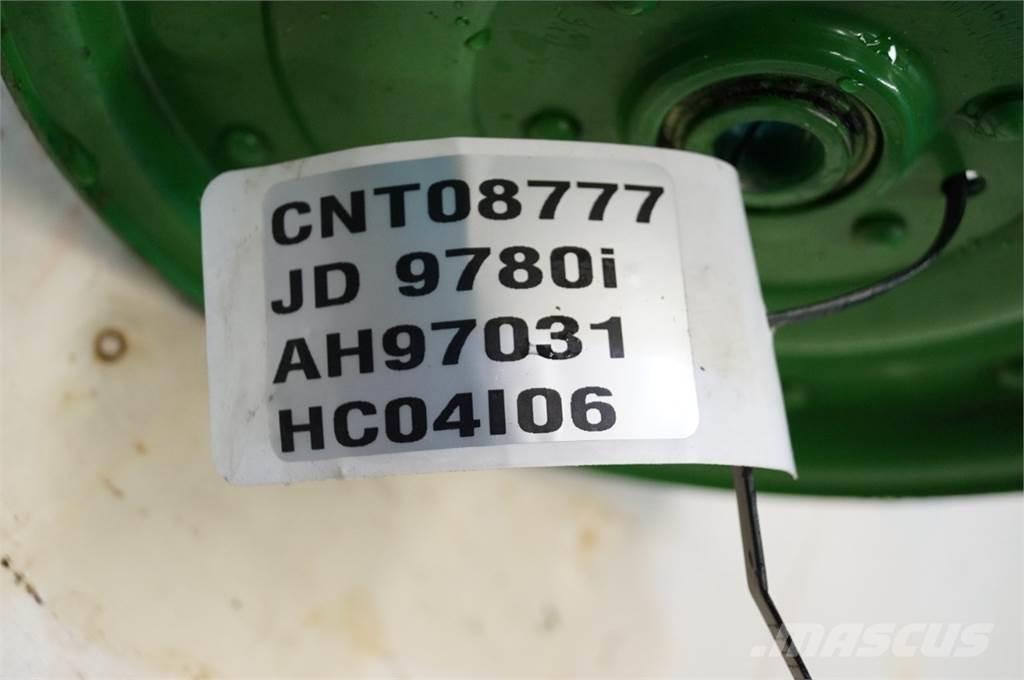 CNT08777
JD 9780i
AH97031
HC04I06
MASCUS